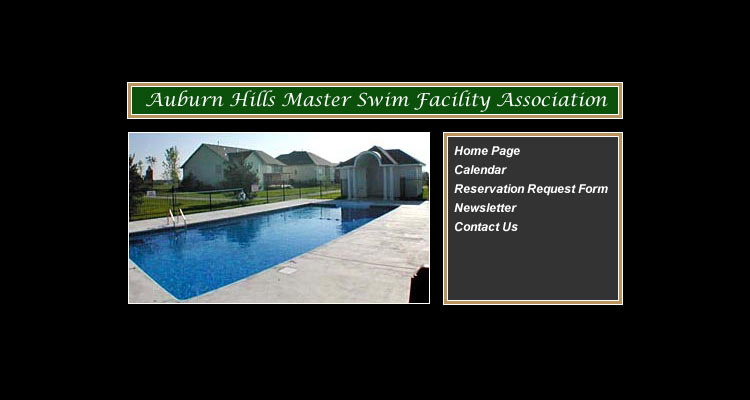 Auburn Hills Master Swim Facility Association
Home Page
Calendar
Reservation Request Form
Newsletter
Contact Us